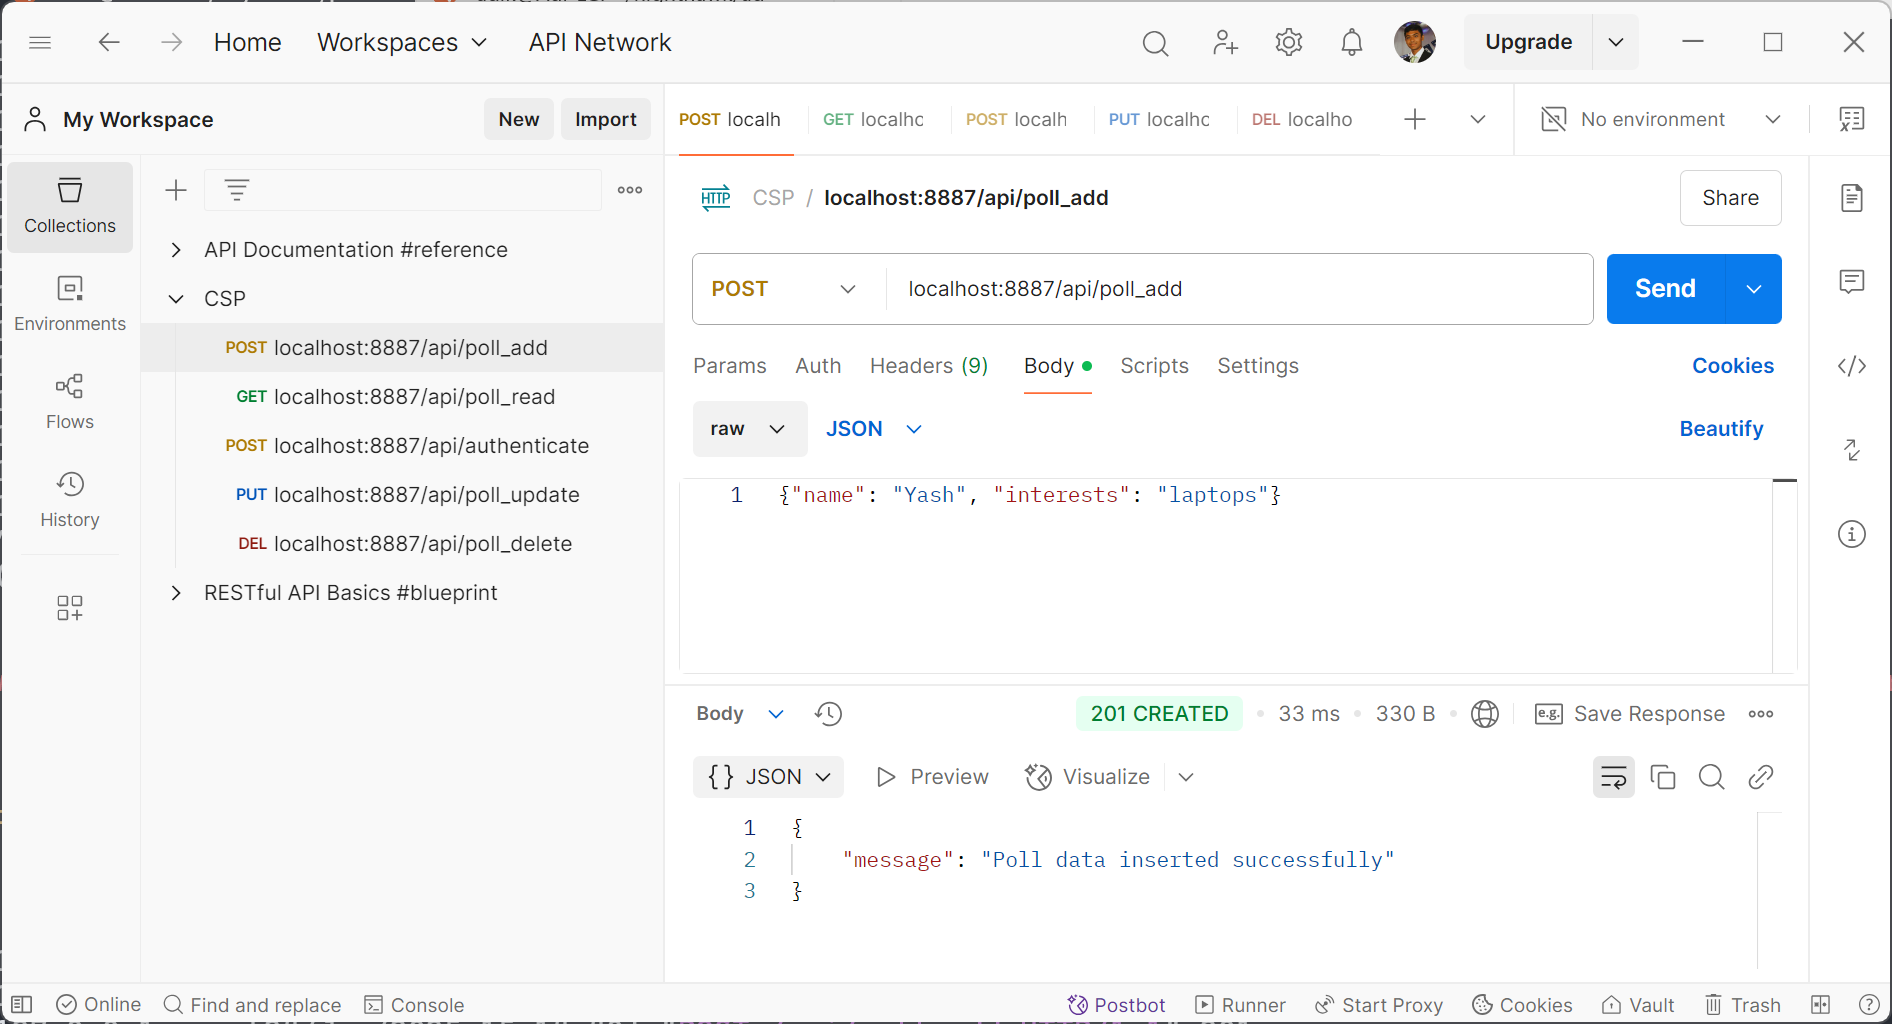 Home Workspaces API Network Upgrade
My Workspace New Import
POST localh GET localhc POST localh PUT localhc DEL localho No environment
Collections
Environments
Flows
History
API Documentation #reference
CSP
POST localhost:8887/api/poll_add
GET localhost:8887/api/poll_read
POST localhost:8887/api/authenticate
PUT localhost:8887/api/poll_update
DEL localhost:8887/api/poll_delete
RESTful API Basics #blueprint
HTTP CSP / localhost:8887/api/poll_add Share
POST localhost:8887/api/poll_add Send
Params Auth Headers (9) Body Scripts Settings Cookies
raw JSON Beautify
1 {"name": "Yash", "interests": "laptops"}
Body 201 CREATED 33 ms 330 B e.g. Save Response
{} JSON Preview Visualize
1 {
2 "message": "Poll data inserted successfully"
3 }
Online Find and replace Console Postbot Runner Start Proxy Cookies Vault Trash